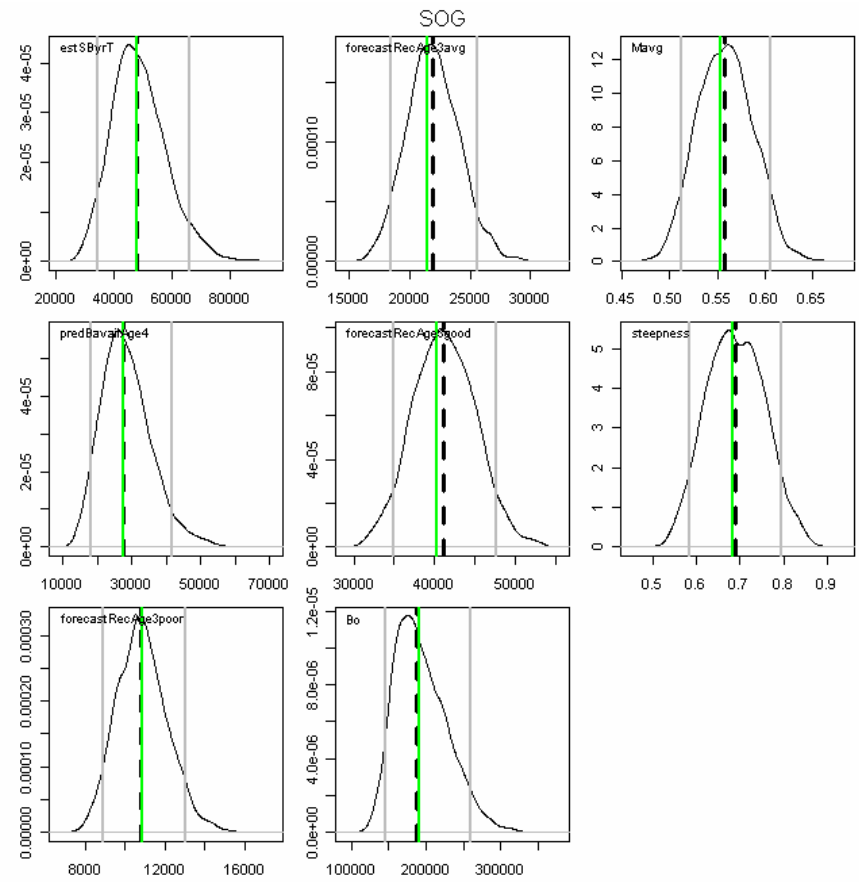 SOG
estSByrT
4e-05
3e-05
2e-05
0e+00
20000 40000 60000 80000
forecastRecAge3avg
0.00010
0.00000
15000 20000 25000 30000
Mavg
12
10
8
6
4
2
0
0.45 0.50 0.55 0.60 0.65
predBavailAge4
4e-05
2e-05
0e+00
10000 30000 50000 70000
8e-05
4e-05
0e+00
30000 40000 50000
steepness
5
4
3
2
1
0
0.5 0.6 0.7 0.8 0.9
forecastRecAge3poor
0.00030
0.00020
0.00010
0.00000
8000 12000 16000
Bo
1.2e-05
8.0e-06
4.0e-06
0.0e+00
100000 200000 300000